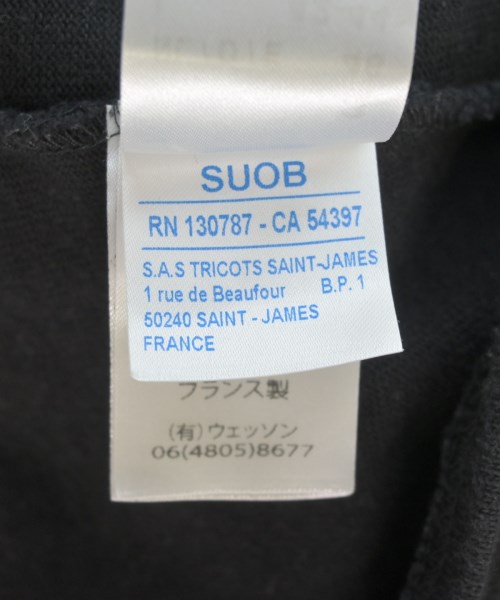 SUOB
RN 130787 - CA 54397
S.A.S TRICOTS SAINT-JAMES
1 rue de Beaufour B.P. 1
50240 SAINT - JAMES
FRANCE
フランス製
(有)ウェッソン
06(4805)8677